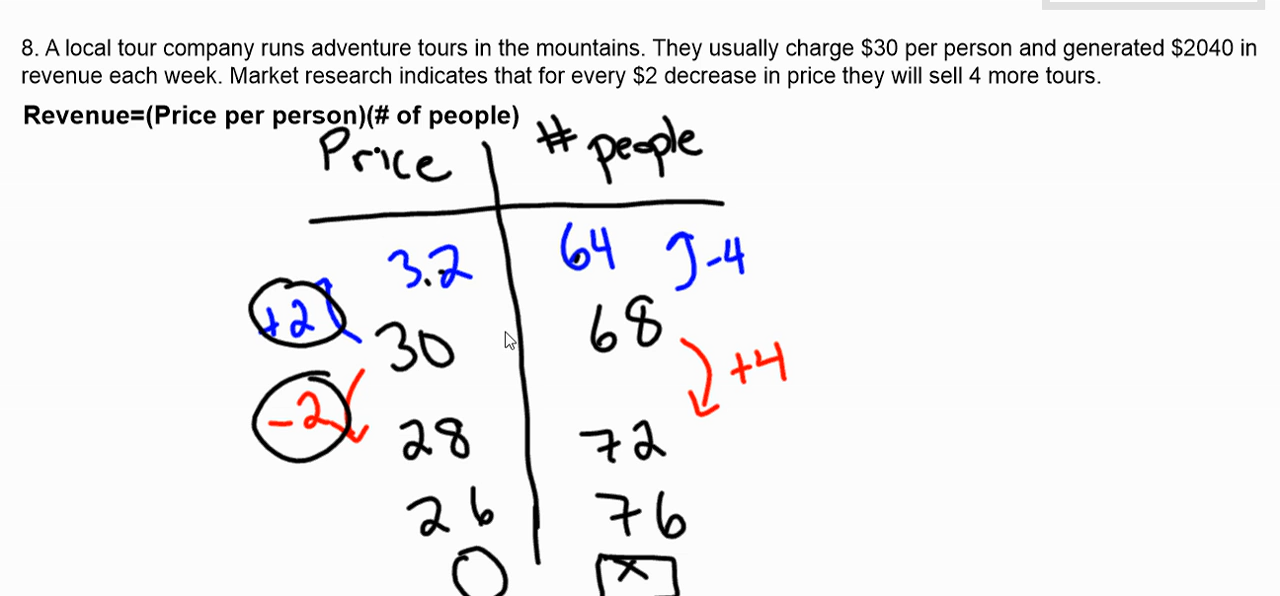 8. A local tour company runs adventure tours in the mountains. They usually charge $30 per person and generated $2040 in
revenue each week. Market research indicates that for every $2 decrease in price they will sell 4 more tours.
Revenue=(Price per person)(# of people)
Price # people
3.2 64 -4
+2
30 68
-2 +4
28 72
26 76
0 x